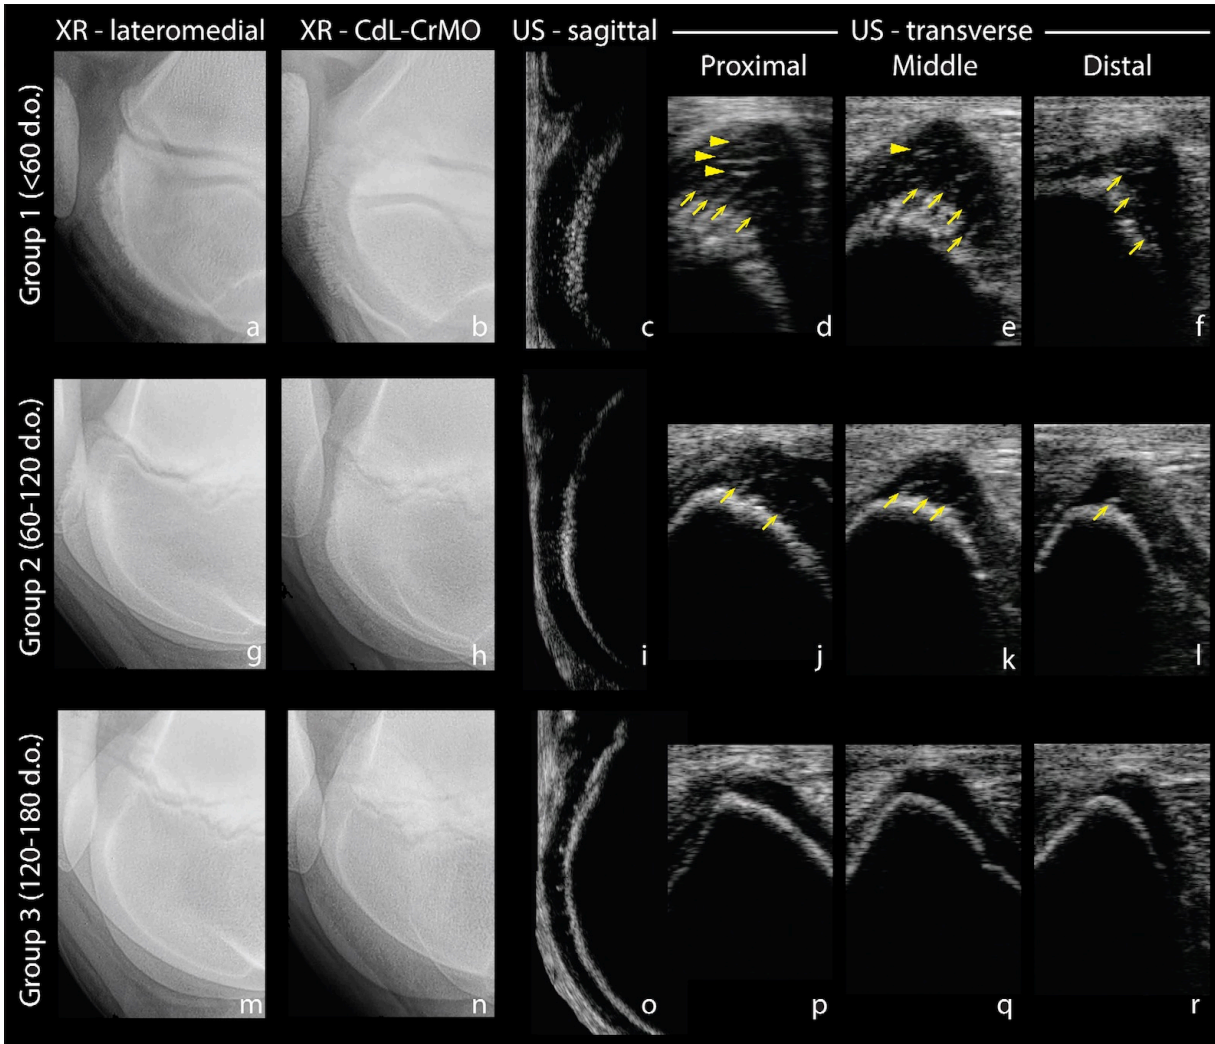 XR - lateromedial XR - CdL-CrMO US - sagittal US - transverse
Proximal Middle Distal
Group 1 (<60 d.o.)
a b c d e f
Group 2 (60-120 d.o.)
g h i j k l
Group 3 (120-180 d.o.)
m n o p q r